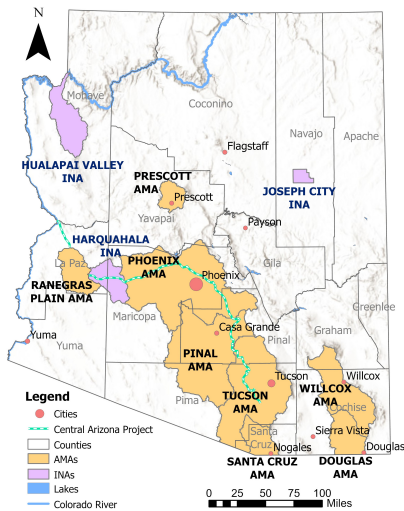 N
Mohave
Coconino
Navajo
Apache
Flagstaff
HUALAPAI VALLEY
INA
PRESCOTT
AMA
JOSEPH CITY
INA
Prescott
Yavapai
Payson
HARQUAHALA
INA
PHOENIX
AMA
Gila
La Paz
RANEGRAS
PLAIN AMA
Phoenix
Greenlee
Maricopa
Graham
Yuma
Yuma
Casa Grande
Pinal
PINAL
AMA
Tucson
Willcox
WILLCOX
AMA
Pima
TUCSON
AMA
Cochise
Legend
Cities
Central Arizona Project
Counties
AMAs
INAs
Lakes
Colorado River
Santa
Cruz
Sierra Vista
Nogales
Douglas
SANTA CRUZ
AMA
DOUGLAS
AMA
0 25 50 75 100
Miles